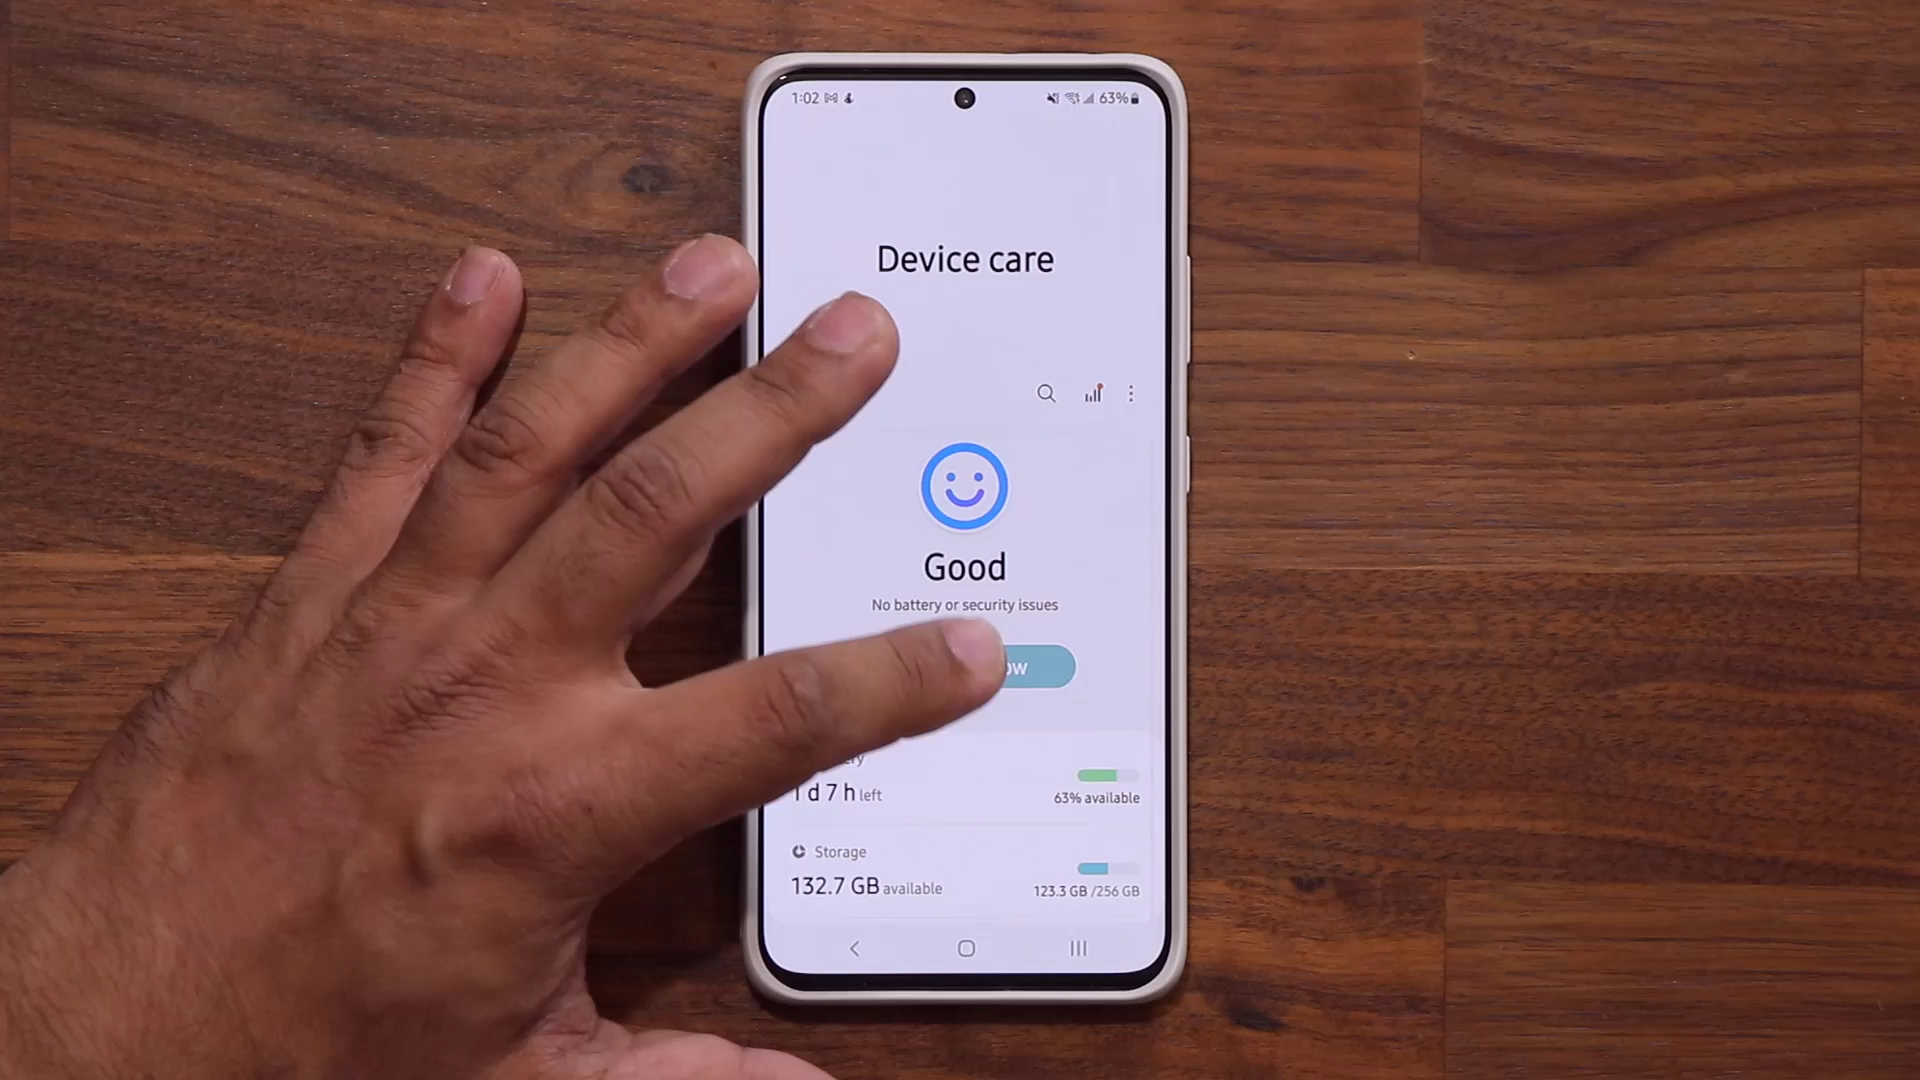 1:02
63%
Device care
Good
No battery or security issues
1 d 7 h left
63% available
Storage
132.7 GB available
123.3 GB /256 GB